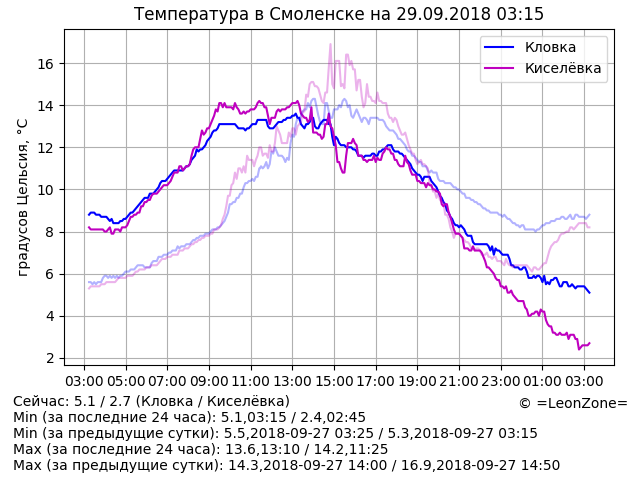 Температура в Смоленске на 29.09.2018 03:15
градусов Цельсия, °C
16
14
12
10
8
6
4
2
Кловка
Киселёвка
03:00 05:00 07:00 09:00 11:00 13:00 15:00 17:00 19:00 21:00 23:00 01:00 03:00
Сейчас: 5.1 / 2.7 (Кловка / Киселёвка)
© =LeonZone=
Min (за последние 24 часа): 5.1,03:15 / 2.4,02:45
Min (за предыдущие сутки): 5.5,2018-09-27 03:25 / 5.3,2018-09-27 03:15
Max (за последние 24 часа): 13.6,13:10 / 14.2,11:25
Max (за предыдущие сутки): 14.3,2018-09-27 14:00 / 16.9,2018-09-27 14:50